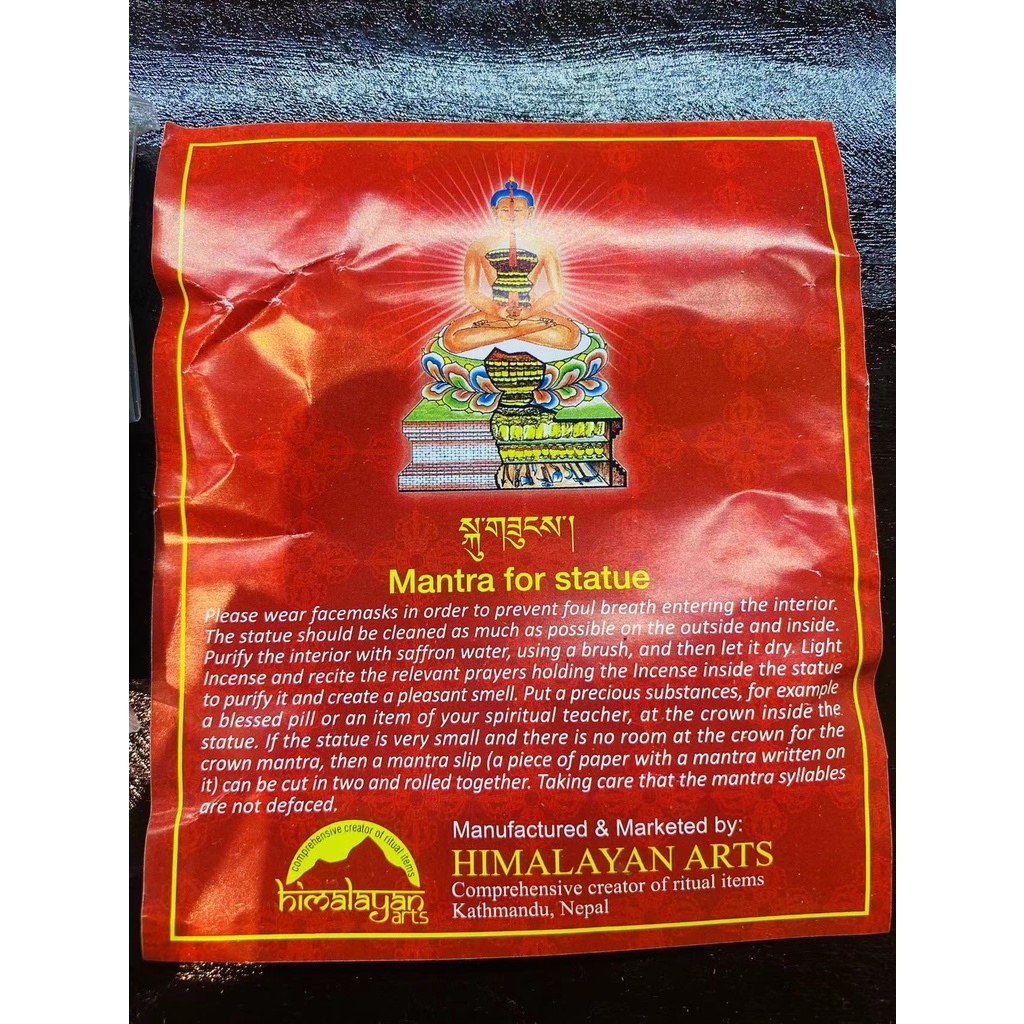 སྐུ་གཟུངས།
Mantra for statue
Please wear facemasks in order to prevent foul breath entering the interior.
The statue should be cleaned as much as possible on the outside and inside.
Purify the interior with saffron water, using a brush, and then let it dry. Light
Incense and recite the relevant prayers holding the Incense inside the statue
to purify it and create a pleasant smell. Put a precious substances, for example
a blessed pill or an item of your spiritual teacher, at the crown inside the
statue. If the statue is very small and there is no room at the crown for the
crown mantra, then a mantra slip (a piece of paper with a mantra written on
it) can be cut in two and rolled together. Taking care that the mantra syllables
are not defaced.
comprehensive creator of ritual items
himalayan
arts
Manufactured & Marketed by:
HIMALAYAN ARTS
Comprehensive creator of ritual items
Kathmandu, Nepal